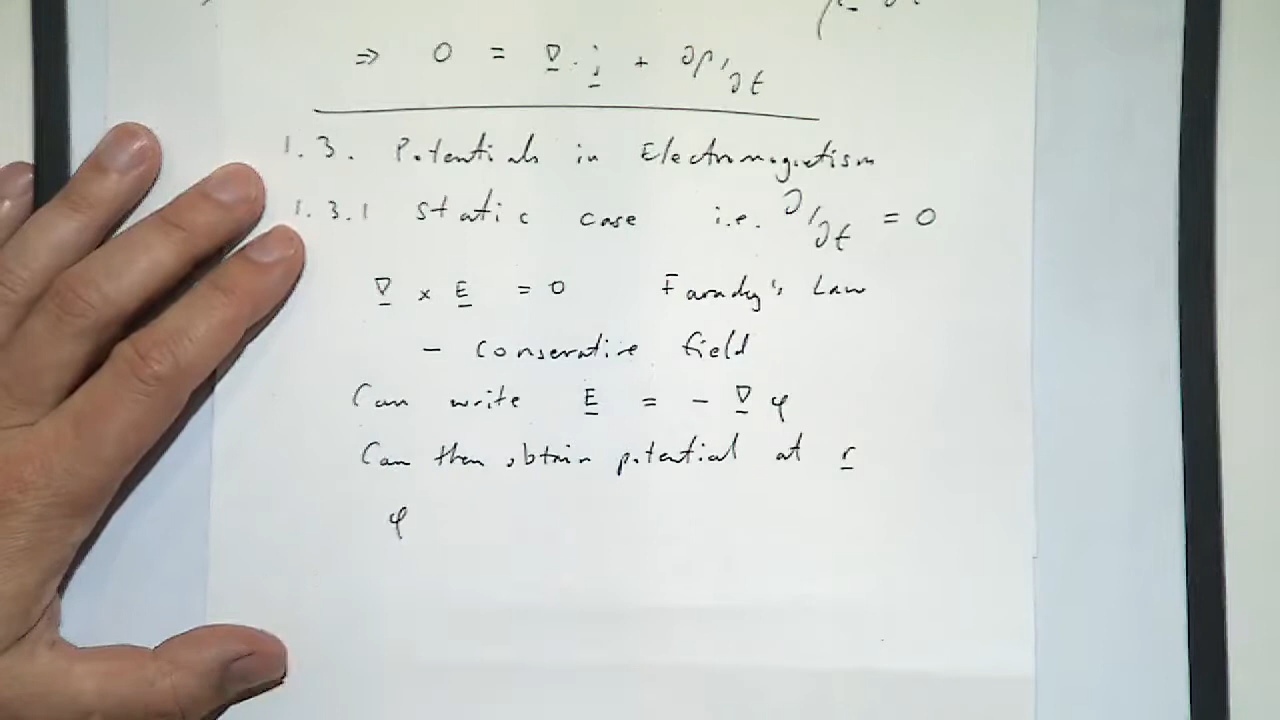 ⇒ 0 = ∇ · j + ∂ρ/∂t
1.3. Potentials in Electromagnetism
1.3.1 Static case i.e. ∂/∂t = 0
∇ × E = 0 Faraday's Law
- conservative field
Can write E = - ∇φ
Can then obtain potential at r
φ